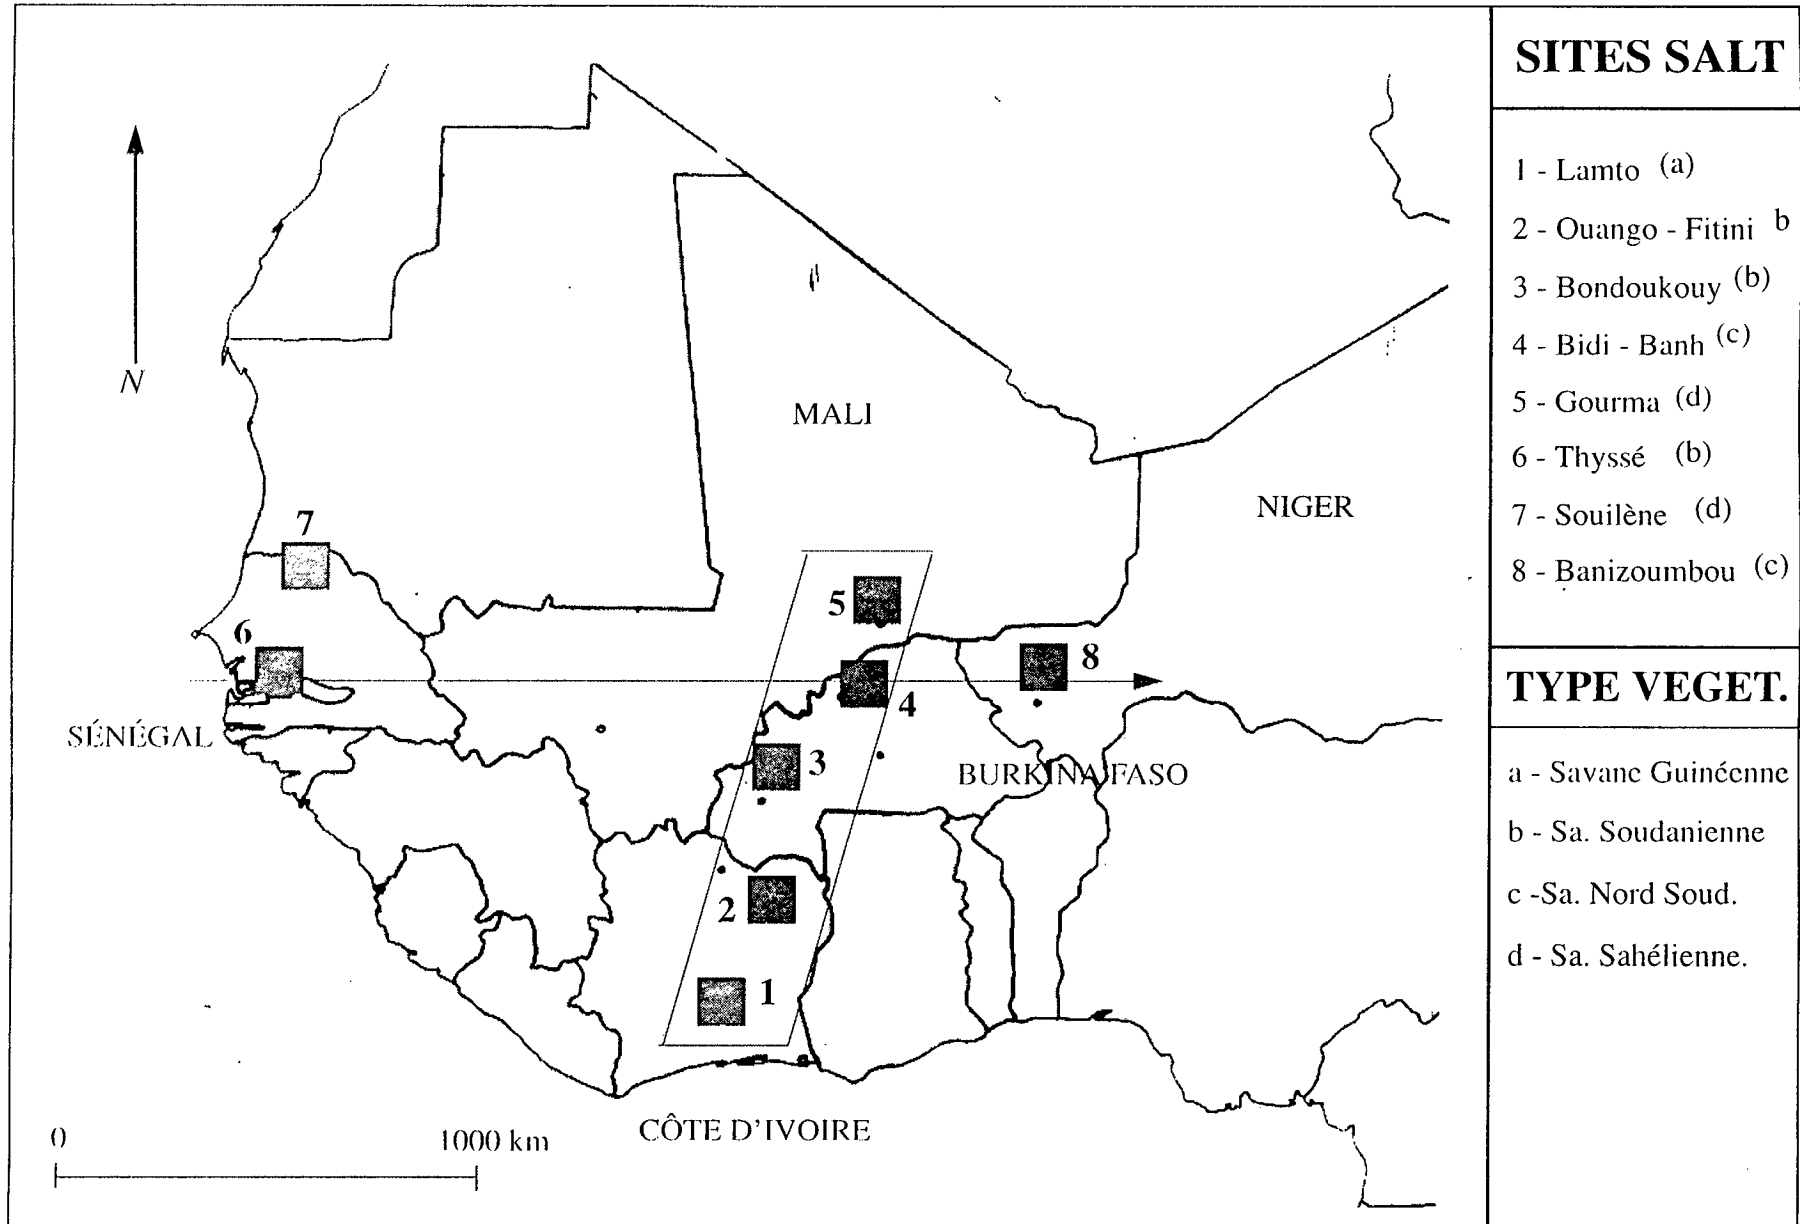 SITES SALT
1 - Lamto (a)
2 - Ouango - Fitini b
3 - Bondoukouy (b)
4 - Bidi - Banh (c)
5 - Gourma (d)
6 - Thyssé (b)
7 - Souilène (d)
8 - Banizoumbou (c)
TYPE VEGET.
a - Savane Guinéenne
b - Sa. Soudanienne
c -Sa. Nord Soud.
d - Sa. Sahélienne.
N
MALI
NIGER
7
5
6
8
4
SÉNÉGAL
3
BURKINA FASO
2
1
CÔTE D'IVOIRE
0
1000 km